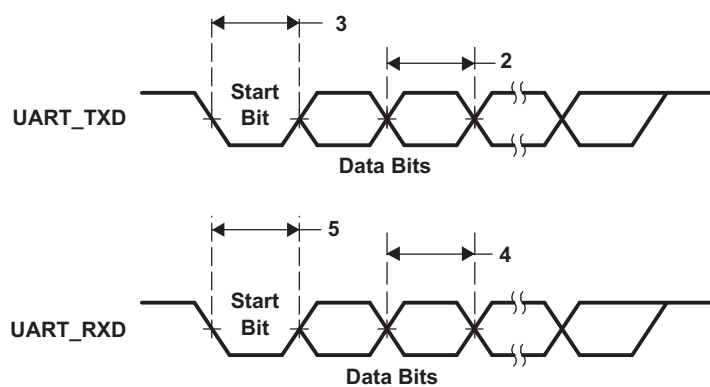 3
2
Start
Bit
UART_TXD
Data Bits
5
4
Start
Bit
UART_RXD
Data Bits